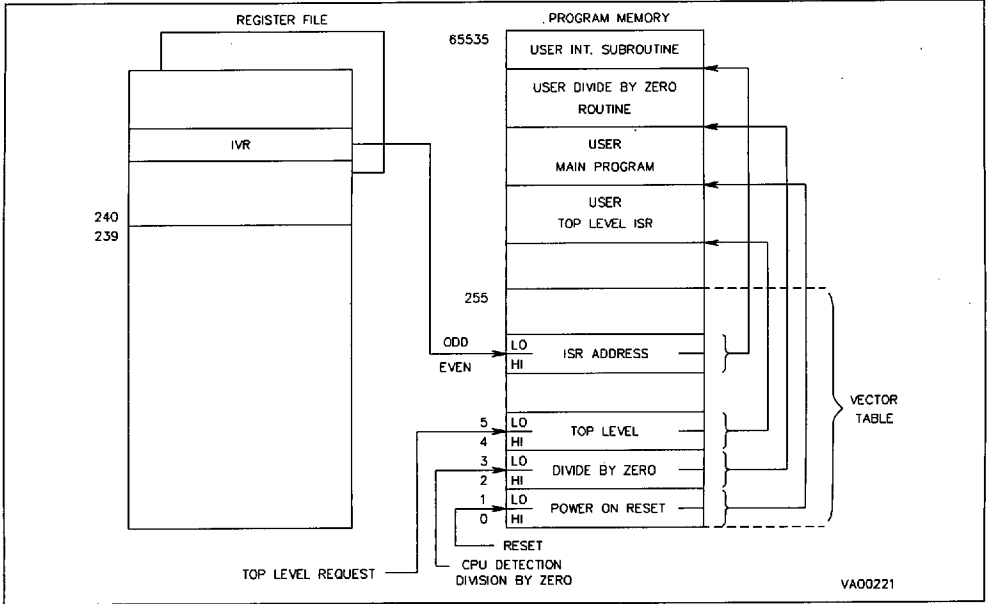 REGISTER FILE
PROGRAM MEMORY
65535
USER INT. SUBROUTINE
USER DIVIDE BY ZERO
ROUTINE
IVR
USER
MAIN PROGRAM
USER
TOP LEVEL ISR
240
239
255
ODD
EVEN
LO
HI
ISR ADDRESS
VECTOR
TABLE
5
4
LO
HI
TOP LEVEL
3
2
LO
HI
DIVIDE BY ZERO
1
0
LO
HI
POWER ON RESET
RESET
CPU DETECTION
DIVISION BY ZERO
TOP LEVEL REQUEST
VA00221